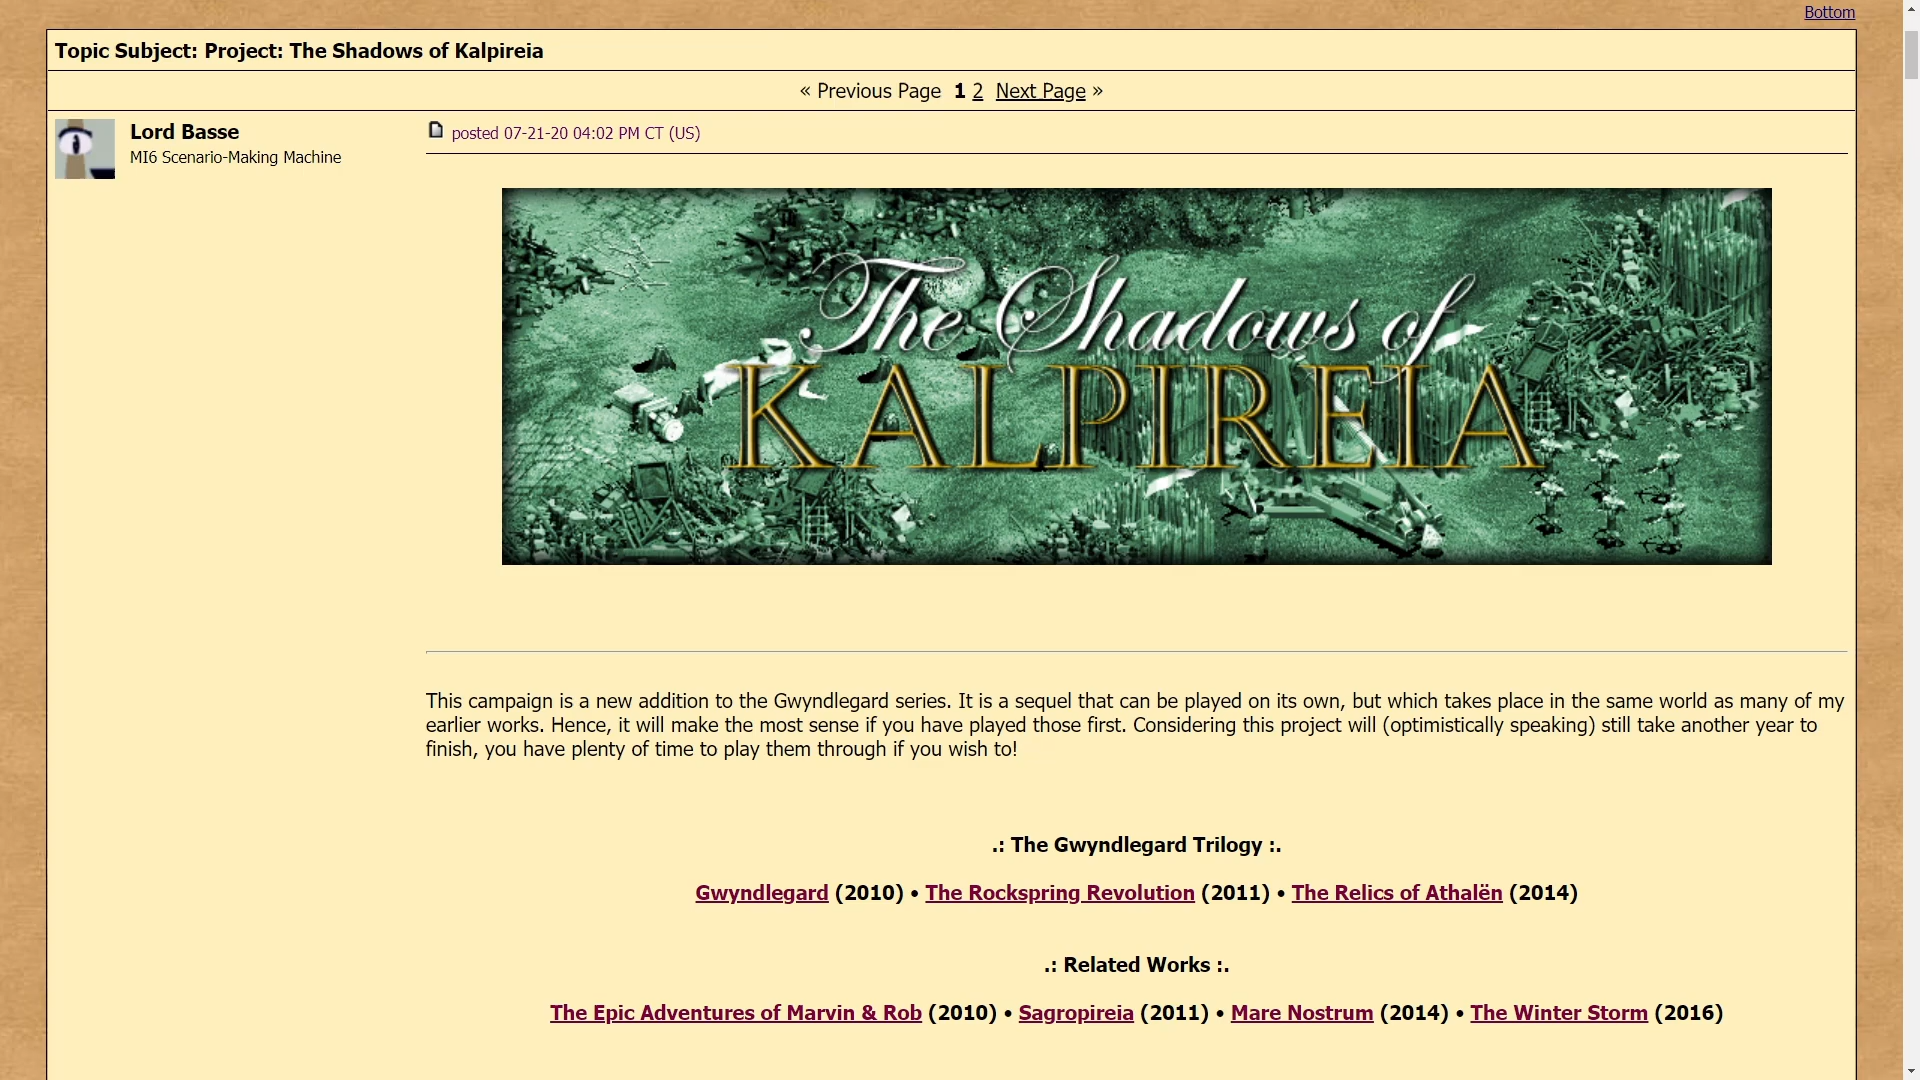 Bottom
Topic Subject: Project: The Shadows of Kalpireia
« Previous Page 1 2 Next Page »
Lord Basse
MI6 Scenario-Making Machine
posted 07-21-20 04:02 PM CT (US)
The Shadows of
KALPIREIA
This campaign is a new addition to the Gwyndlegard series. It is a sequel that can be played on its own, but which takes place in the same world as many of my
earlier works. Hence, it will make the most sense if you have played those first. Considering this project will (optimistically speaking) still take another year to
finish, you have plenty of time to play them through if you wish to!
.: The Gwyndlegard Trilogy :.
Gwyndlegard (2010) • The Rockspring Revolution (2011) • The Relics of Athalën (2014)
.: Related Works :.
The Epic Adventures of Marvin & Rob (2010) • Sagropireia (2011) • Mare Nostrum (2014) • The Winter Storm (2016)